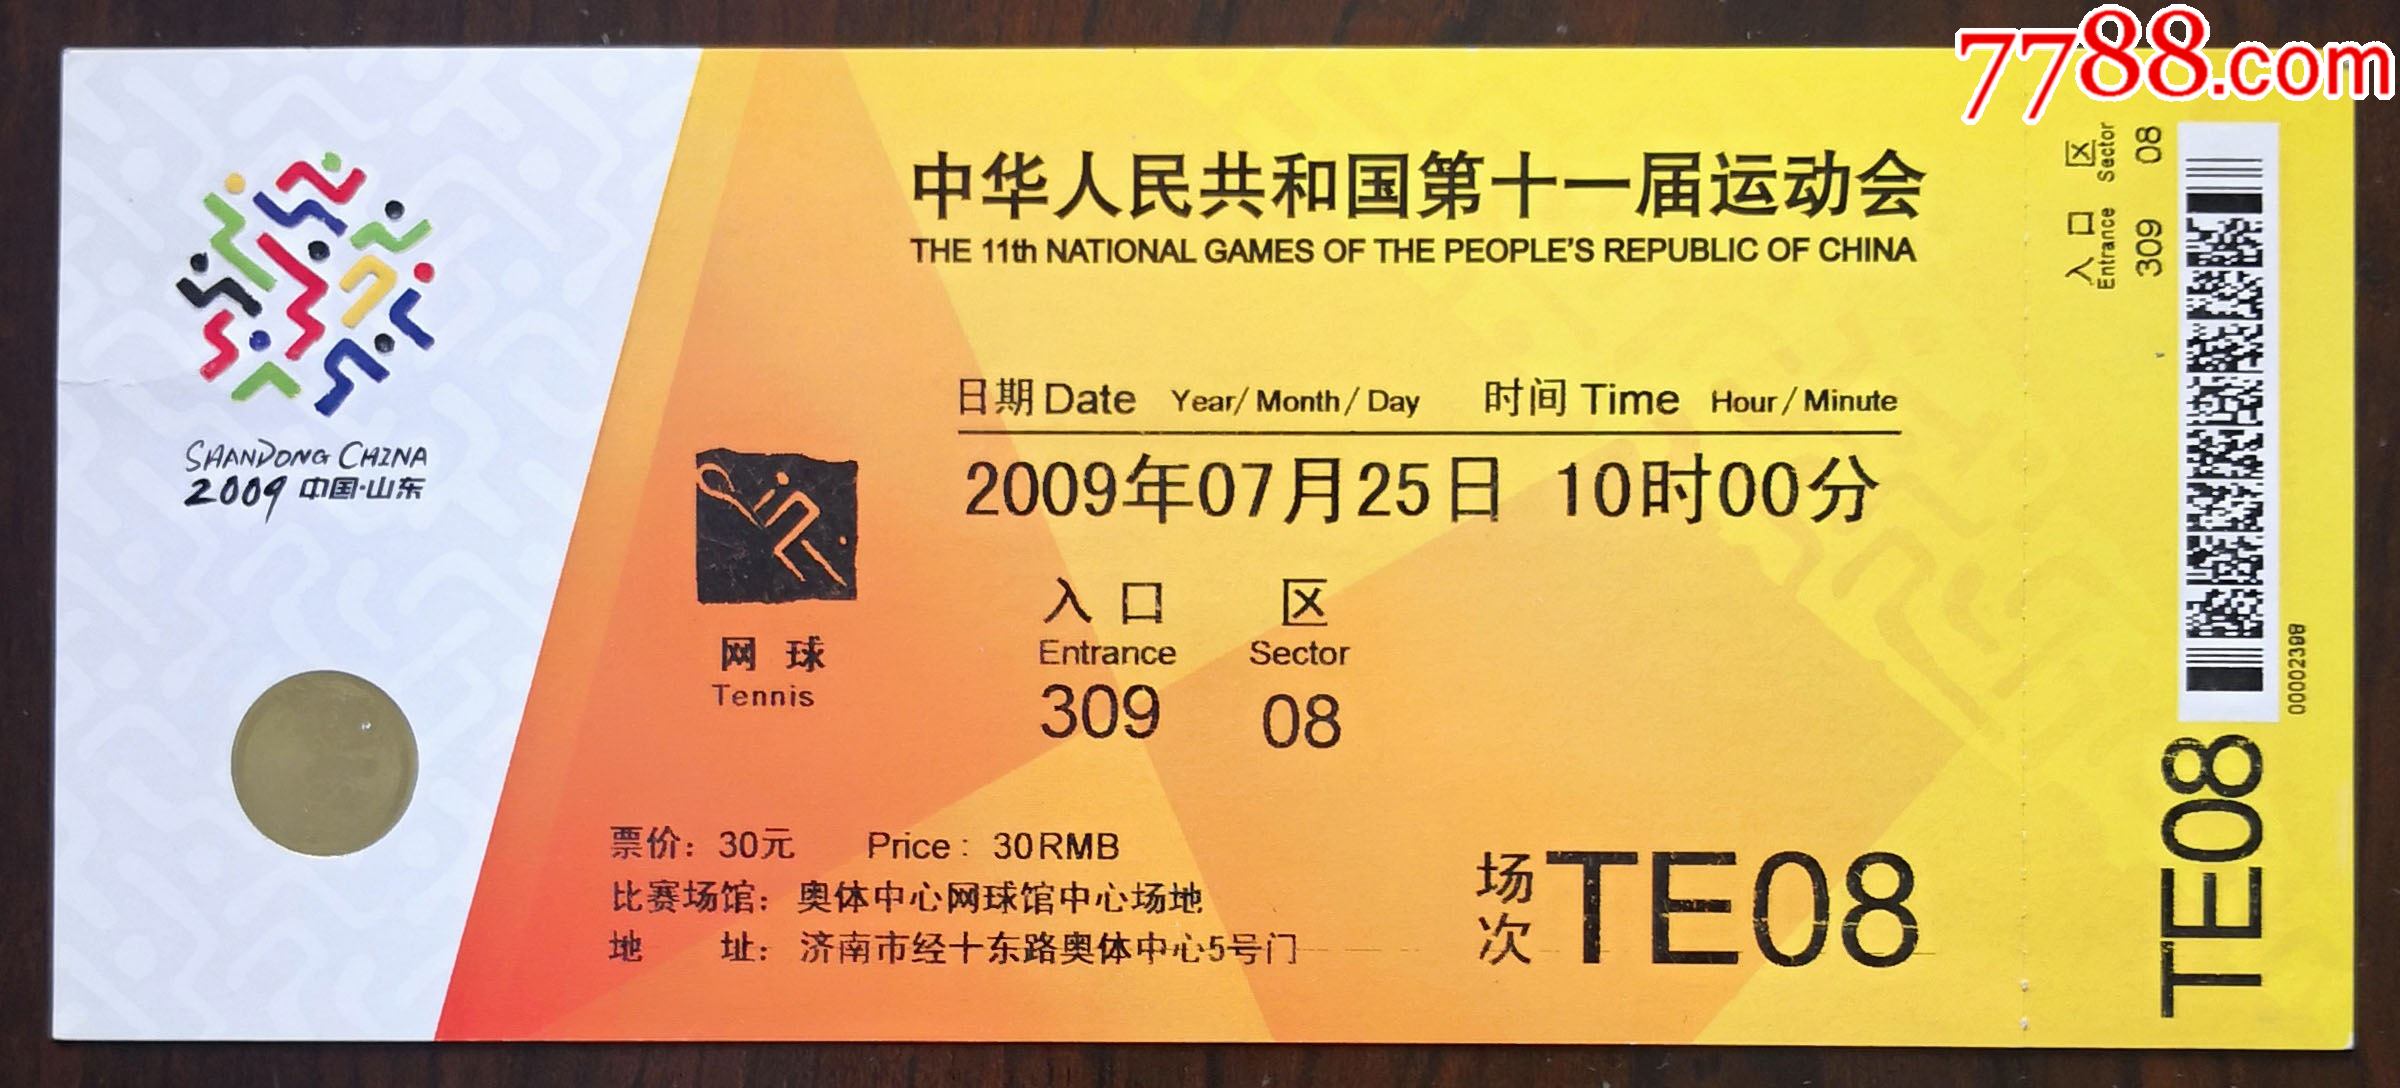 7788.com
中华人民共和国第十一届运动会
THE 11th NATIONAL GAMES OF THE PEOPLE'S REPUBLIC OF CHINA
SHANDONG CHINA
2009 中国·山东
日期 Date Year/Month/Day 时间 Time Hour/Minute
2009年07月25日 10时00分
网球
Tennis
入口 区
Entrance Sector
309 08
票价：30元 Price：30RMB
比赛场馆：奥体中心网球馆中心场地
地 址：济南市经十东路奥体中心5号门
场次 TE08
入口 区
Entrance Sector
309 08
00002398
TE08